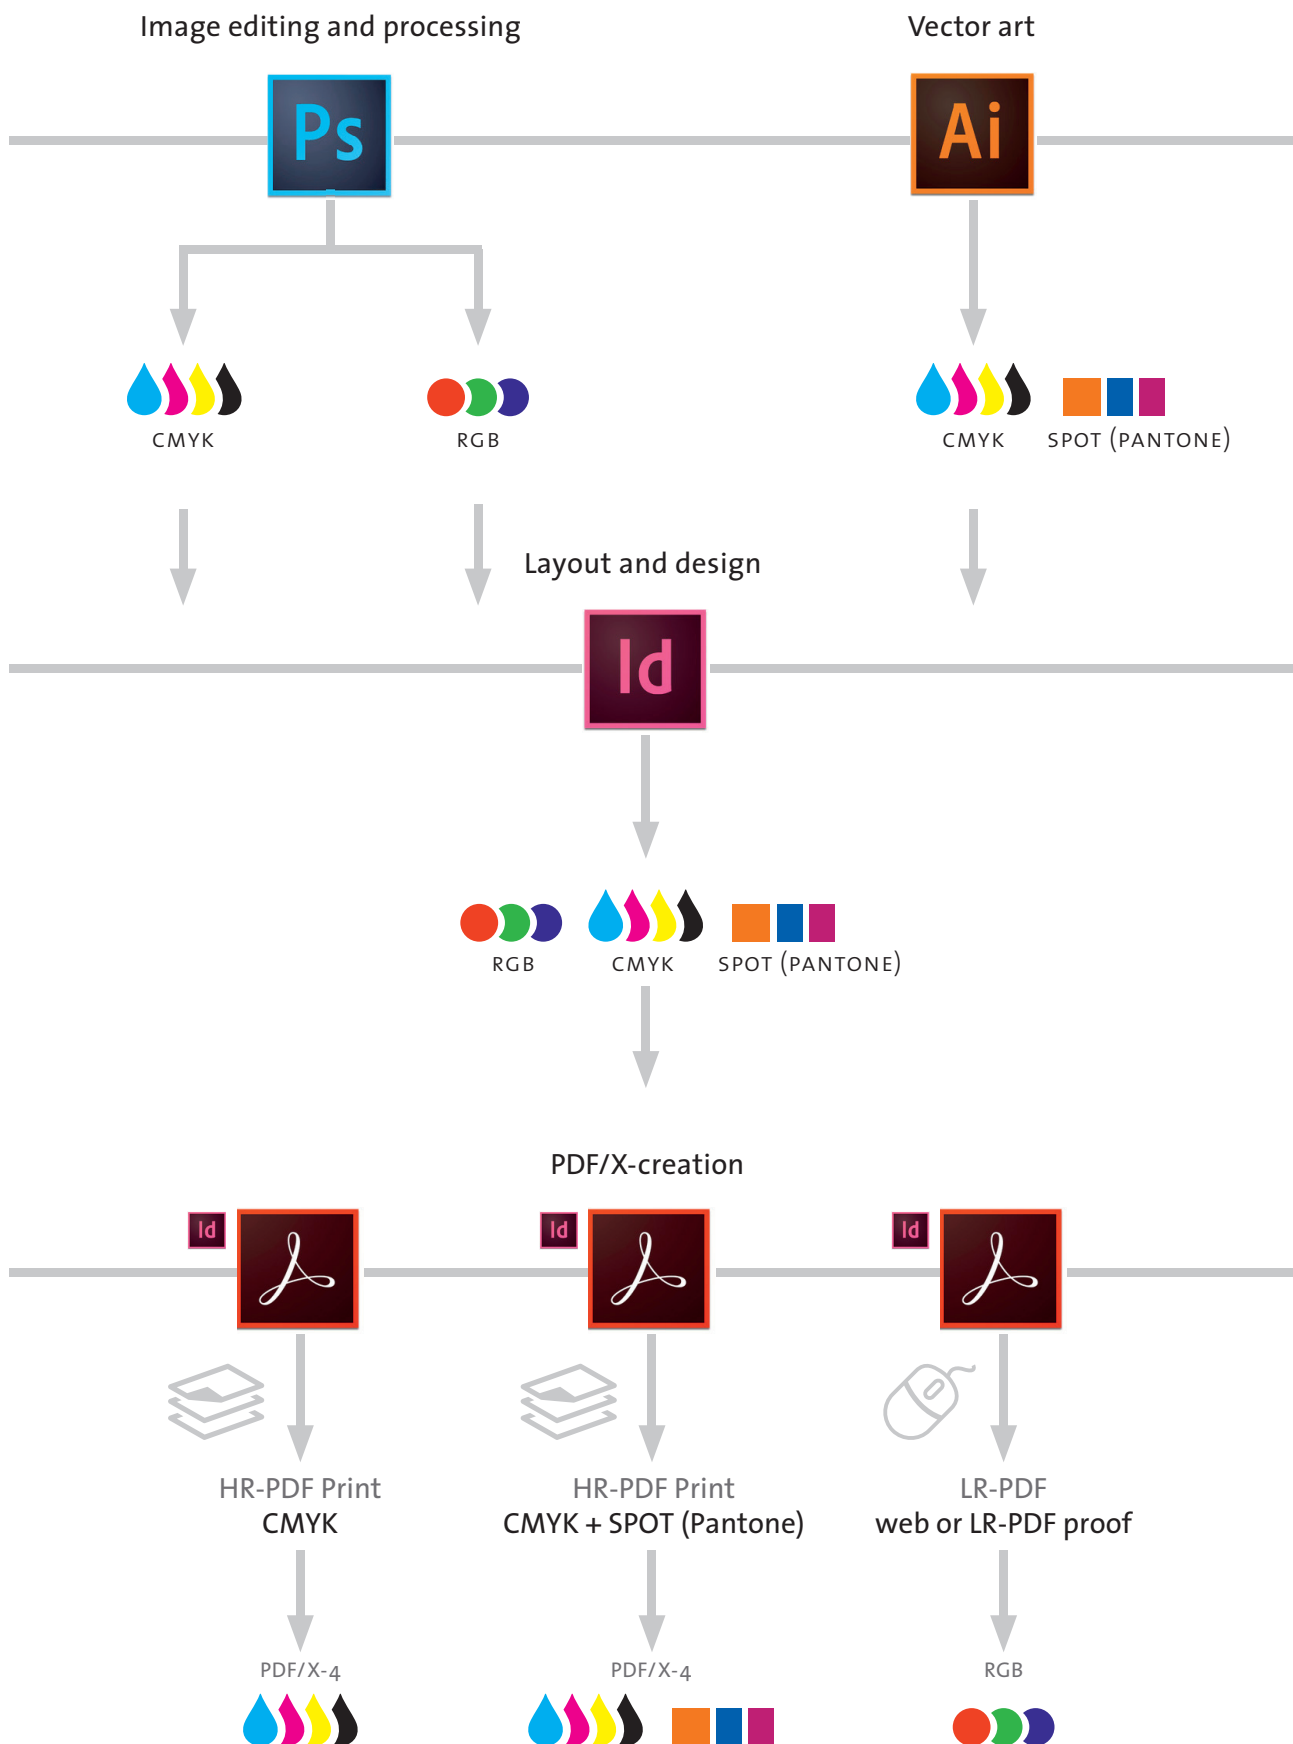 Image editing and processing
Vector art
Ps
Ai
CMYK
RGB
CMYK
SPOT (PANTONE)
Layout and design
Id
RGB
CMYK
SPOT (PANTONE)
PDF/X-creation
Id
Id
Id
HR-PDF Print
CMYK
HR-PDF Print
CMYK + SPOT (Pantone)
LR-PDF
web or LR-PDF proof
PDF/X-4
PDF/X-4
RGB